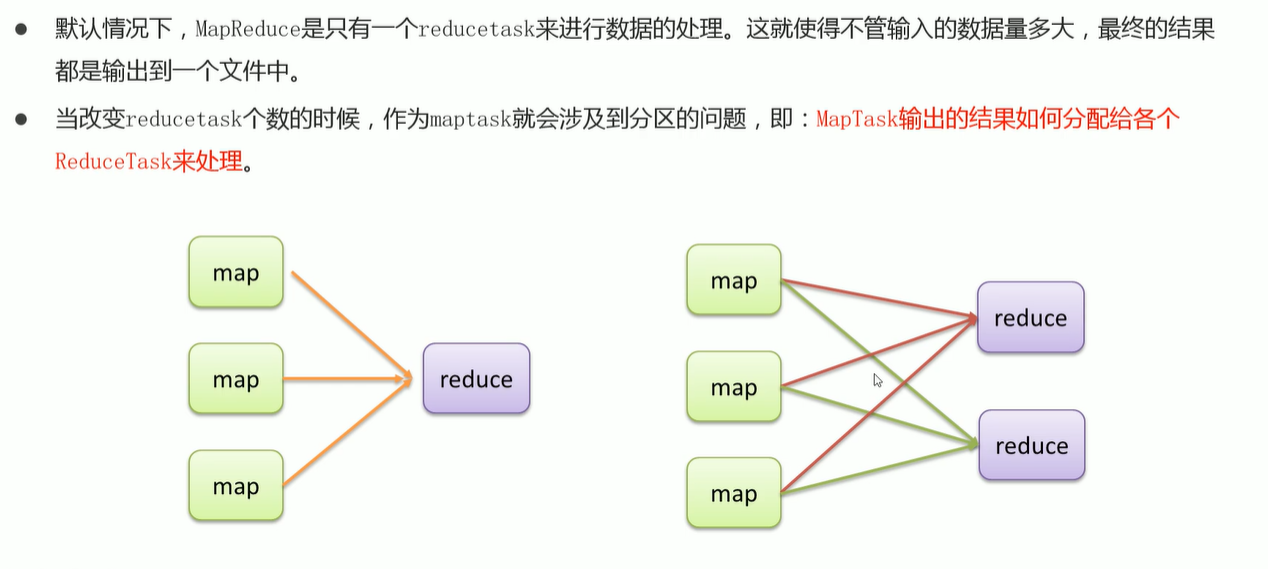 ● 默认情况下，MapReduce是只有一个reducetask来进行数据的处理。这就使得不管输入的数据量多大，最终的结果
都是输出到一个文件中。
● 当改变reducetask个数的时候，作为maptask就会涉及到分区的问题，即：MapTask输出的结果如何分配给各个
ReduceTask来处理。
map
map
map
reduce
map
map
map
reduce
reduce